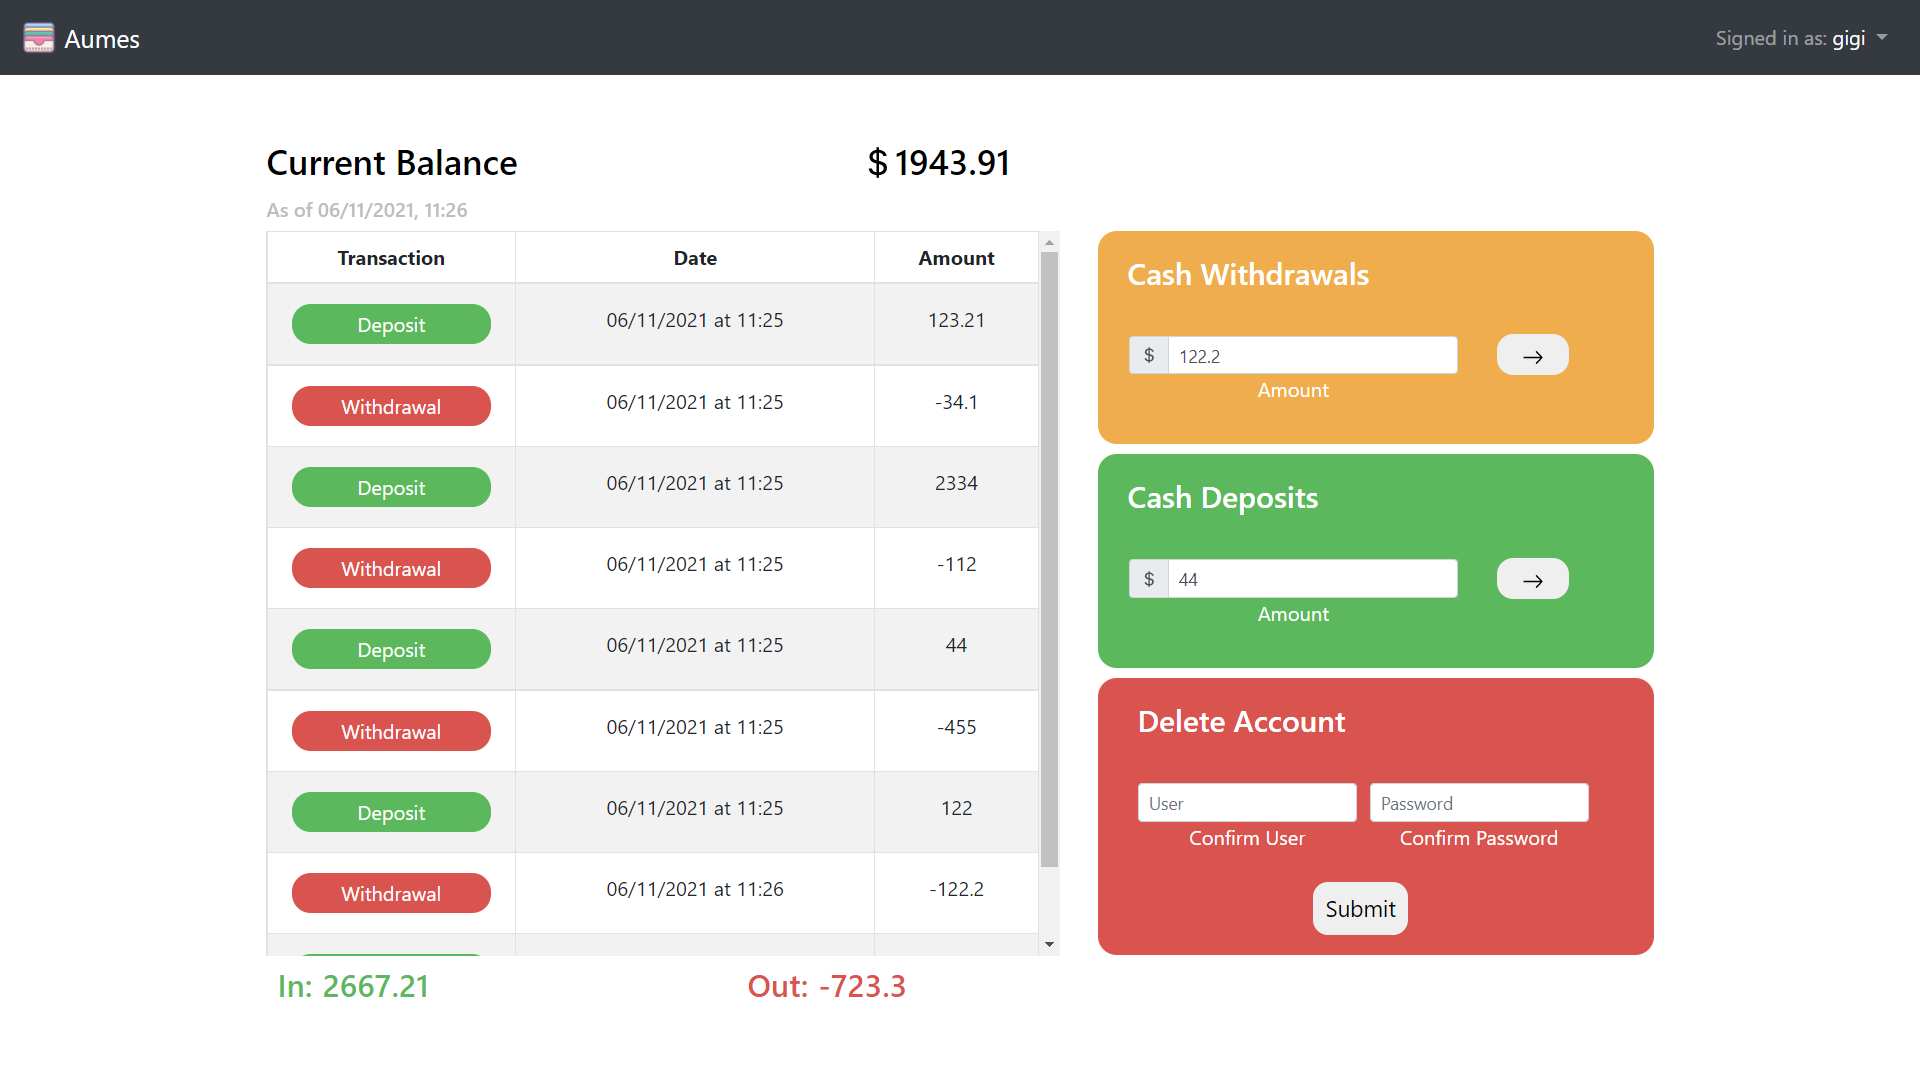 Aumes
Signed in as: gigi
Current Balance
$ 1943.91
As of 06/11/2021, 11:26
Transaction Date Amount
Deposit 06/11/2021 at 11:25 123.21
Withdrawal 06/11/2021 at 11:25 -34.1
Deposit 06/11/2021 at 11:25 2334
Withdrawal 06/11/2021 at 11:25 -112
Deposit 06/11/2021 at 11:25 44
Withdrawal 06/11/2021 at 11:25 -455
Deposit 06/11/2021 at 11:25 122
Withdrawal 06/11/2021 at 11:26 -122.2
In: 2667.21
Out: -723.3
Cash Withdrawals
$ 122.2 →
Amount
Cash Deposits
$ 44 →
Amount
Delete Account
User Password
Confirm User Confirm Password
Submit